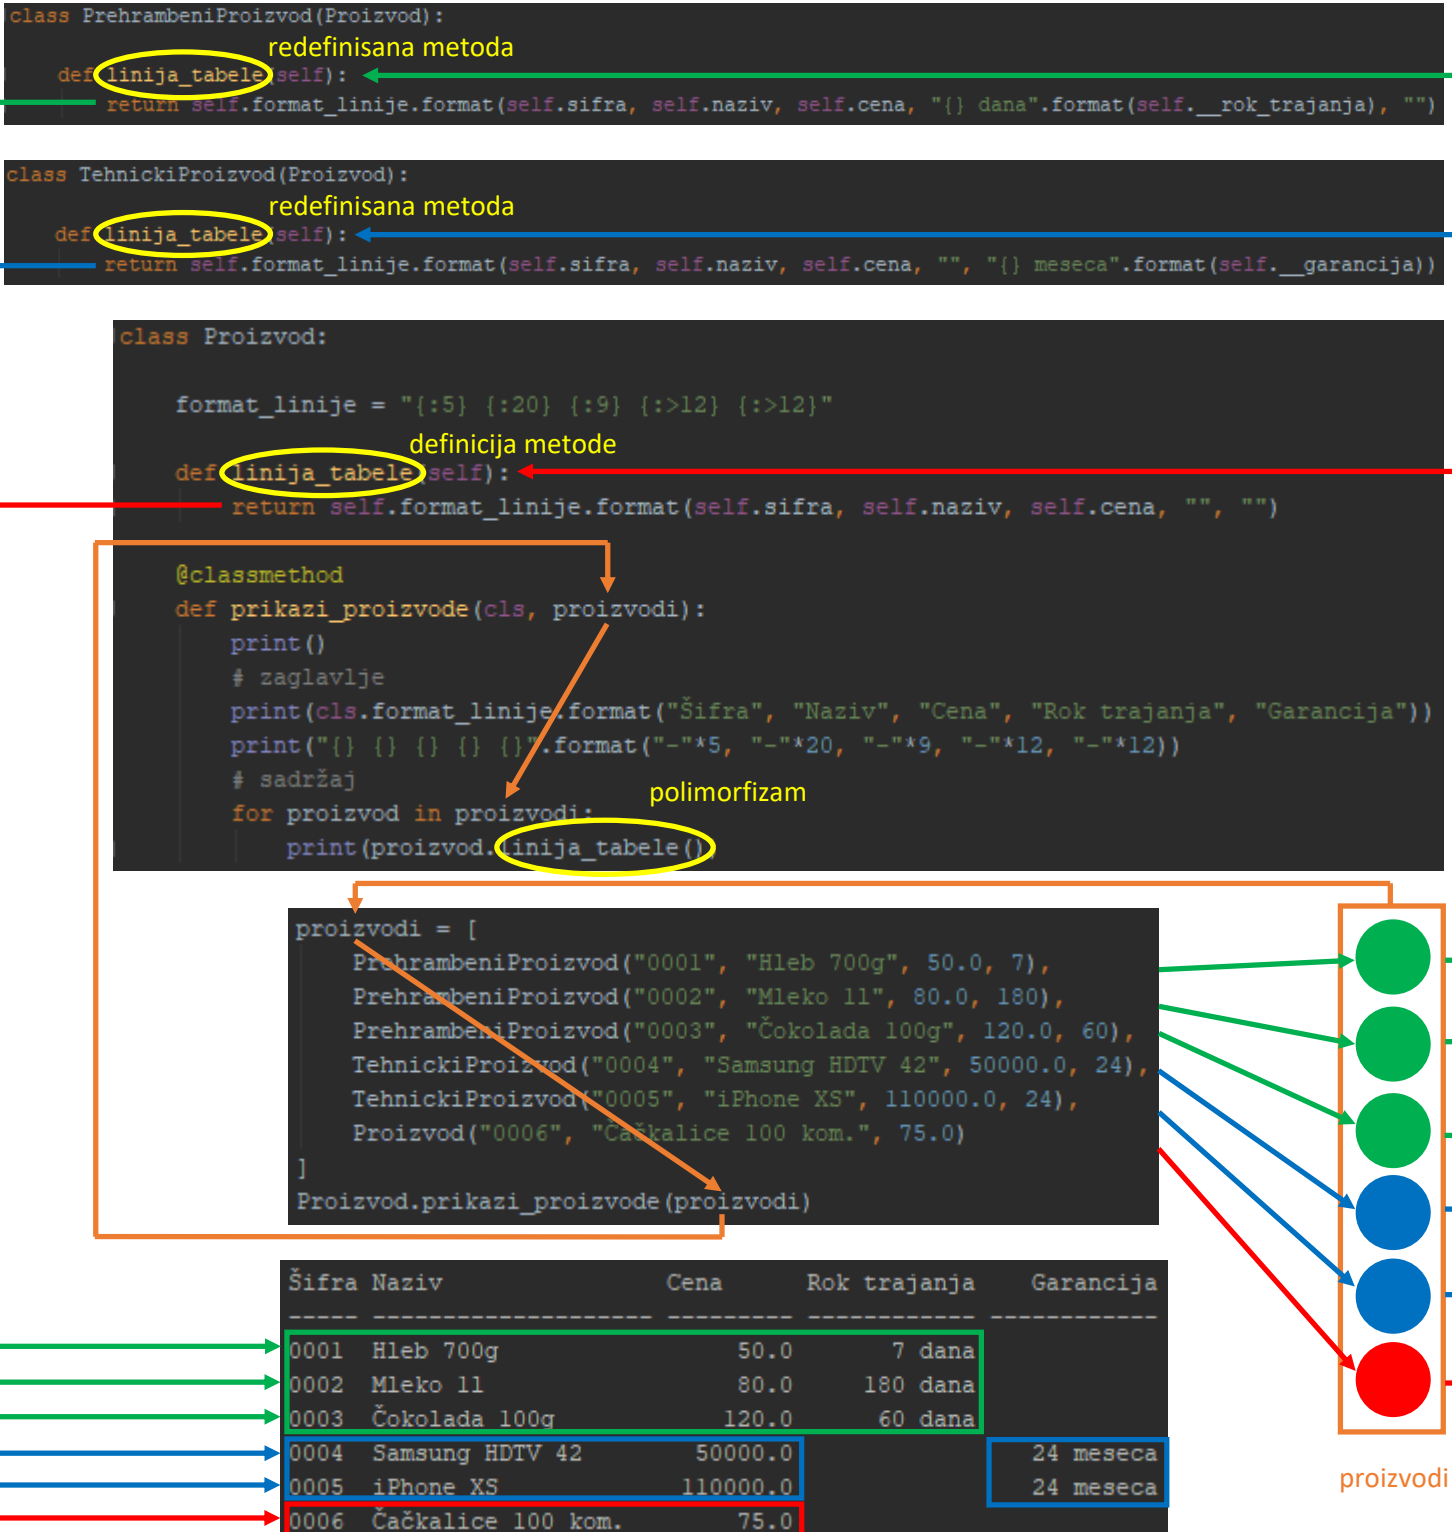 class PrehrambeniProizvod(Proizvod):
redefinisana metoda
def linija_tabele(self):
return self.format_linije.format(self.sifra, self.naziv, self.cena, "{} dana".format(self.__rok_trajanja), "")
class TehnickiProizvod(Proizvod):
redefinisana metoda
def linija_tabele(self):
return self.format_linije.format(self.sifra, self.naziv, self.cena, "", "{} meseca".format(self.__garancija))
class Proizvod:
format_linije = "{:5} {:20} {:9} {:>12} {:>12}"
definicija metode
def linija_tabele(self):
return self.format_linije.format(self.sifra, self.naziv, self.cena, "", "")
@classmethod
def prikazi_proizvode(cls, proizvodi):
print()
# zaglavlje
print(cls.format_linije.format("Šifra", "Naziv", "Cena", "Rok trajanja", "Garancija"))
print("{} {} {} {} {}".format("-"*5, "-"*20, "-"*9, "-"*12, "-"*12))
# sadržaj
polimorfizam
for proizvod in proizvodi:
print(proizvod.linija_tabele())
proizvodi = [
PrehrambeniProizvod("0001", "Hleb 700g", 50.0, 7),
PrehrambeniProizvod("0002", "Mleko 1l", 80.0, 180),
PrehrambeniProizvod("0003", "Čokolada 100g", 120.0, 60),
TehnickiProizvod("0004", "Samsung HDTV 42", 50000.0, 24),
TehnickiProizvod("0005", "iPhone XS", 110000.0, 24),
Proizvod("0006", "Čačkalice 100 kom.", 75.0)
]
Proizvod.prikazi_proizvode(proizvodi)
Šifra Naziv Cena Rok trajanja Garancija
----- -------------------- --------- ------------ ------------
0001 Hleb 700g 50.0 7 dana
0002 Mleko 1l 80.0 180 dana
0003 Čokolada 100g 120.0 60 dana
0004 Samsung HDTV 42 50000.0 24 meseca
0005 iPhone XS 110000.0 24 meseca
0006 Čačkalice 100 kom. 75.0
proizvodi